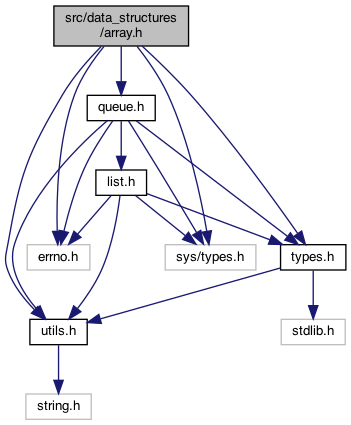 src/data_structures
/array.h
queue.h
list.h
errno.h
sys/types.h
types.h
utils.h
stdlib.h
string.h